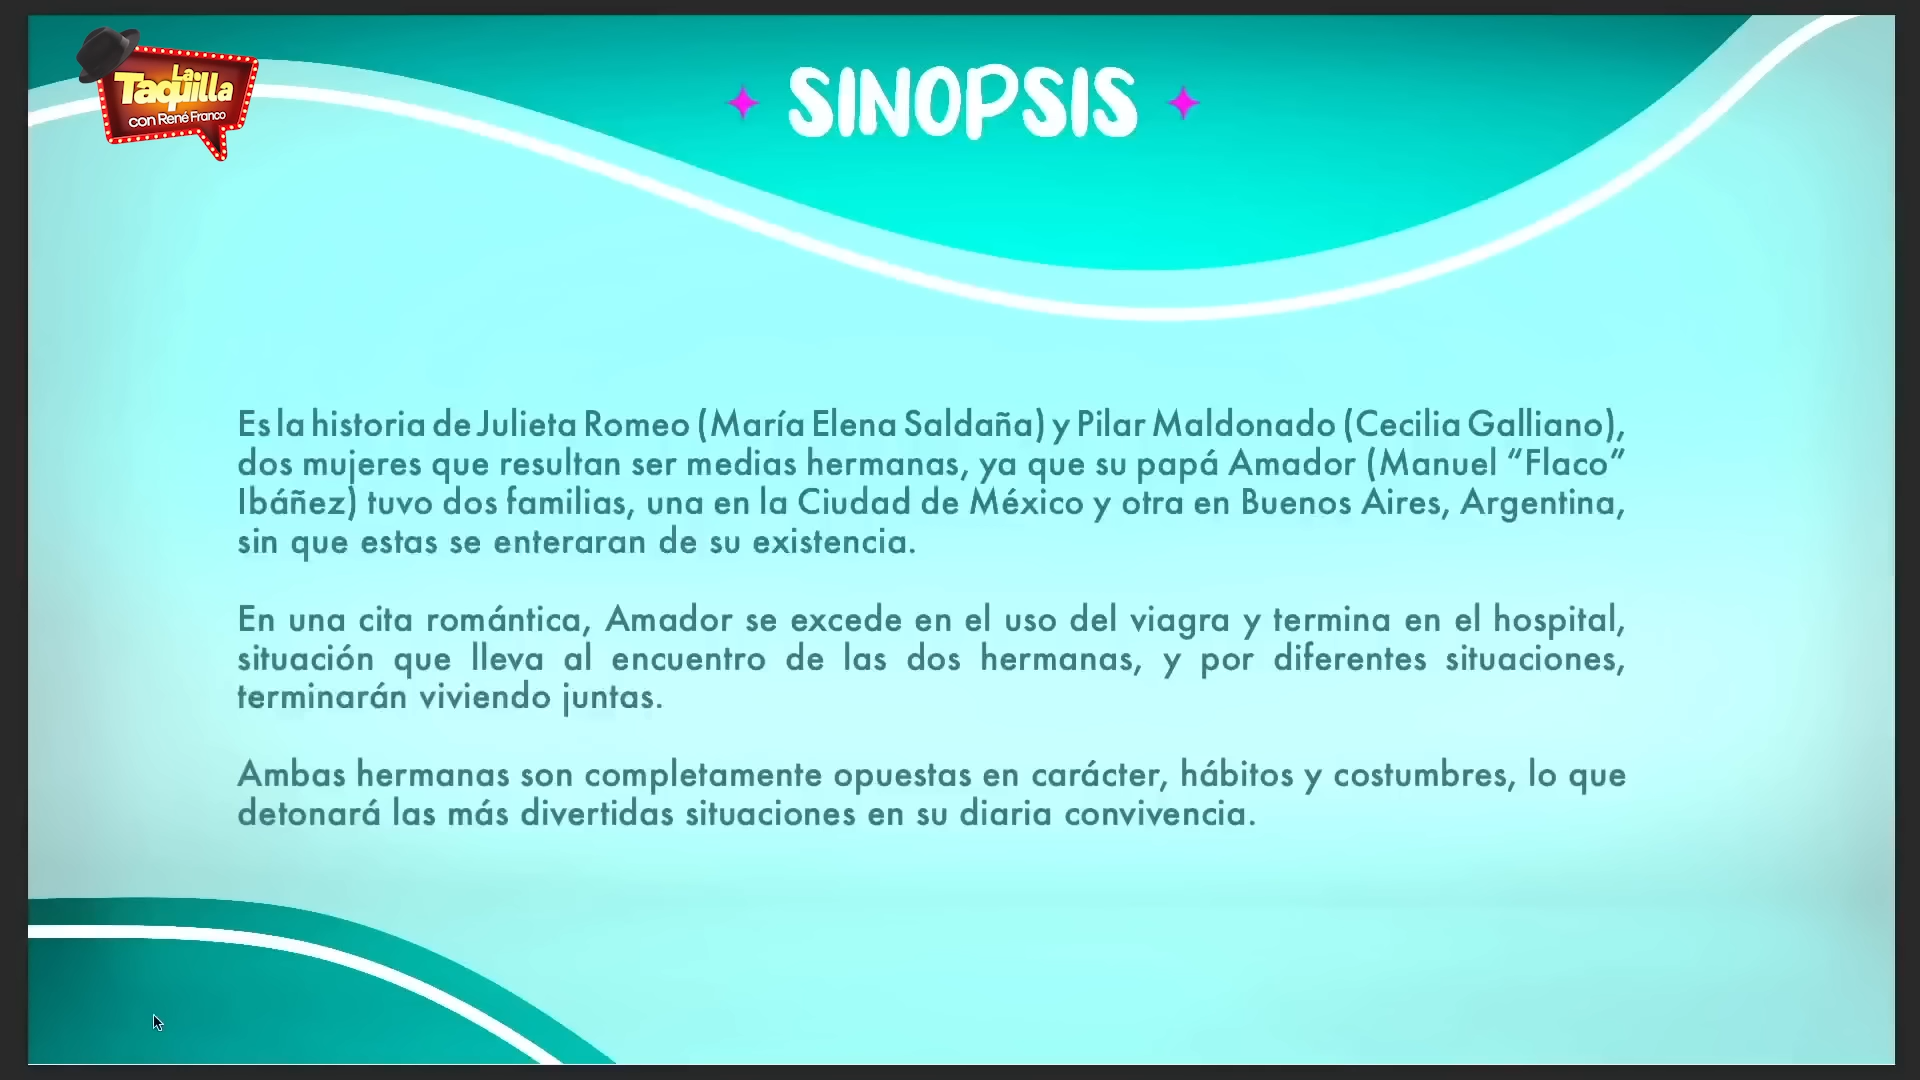 La
Taquilla
con René Franco
SINOPSIS
Es la historia de Julieta Romeo (María Elena Saldaña) y Pilar Maldonado (Cecilia Galliano),
dos mujeres que resultan ser medias hermanas, ya que su papá Amador (Manuel “Flaco”
Ibáñez) tuvo dos familias, una en la Ciudad de México y otra en Buenos Aires, Argentina,
sin que estas se enteraran de su existencia.
En una cita romántica, Amador se excede en el uso del viagra y termina en el hospital,
situación que lleva al encuentro de las dos hermanas, y por diferentes situaciones,
terminarán viviendo juntas.
Ambas hermanas son completamente opuestas en carácter, hábitos y costumbres, lo que
detonará las más divertidas situaciones en su diaria convivencia.